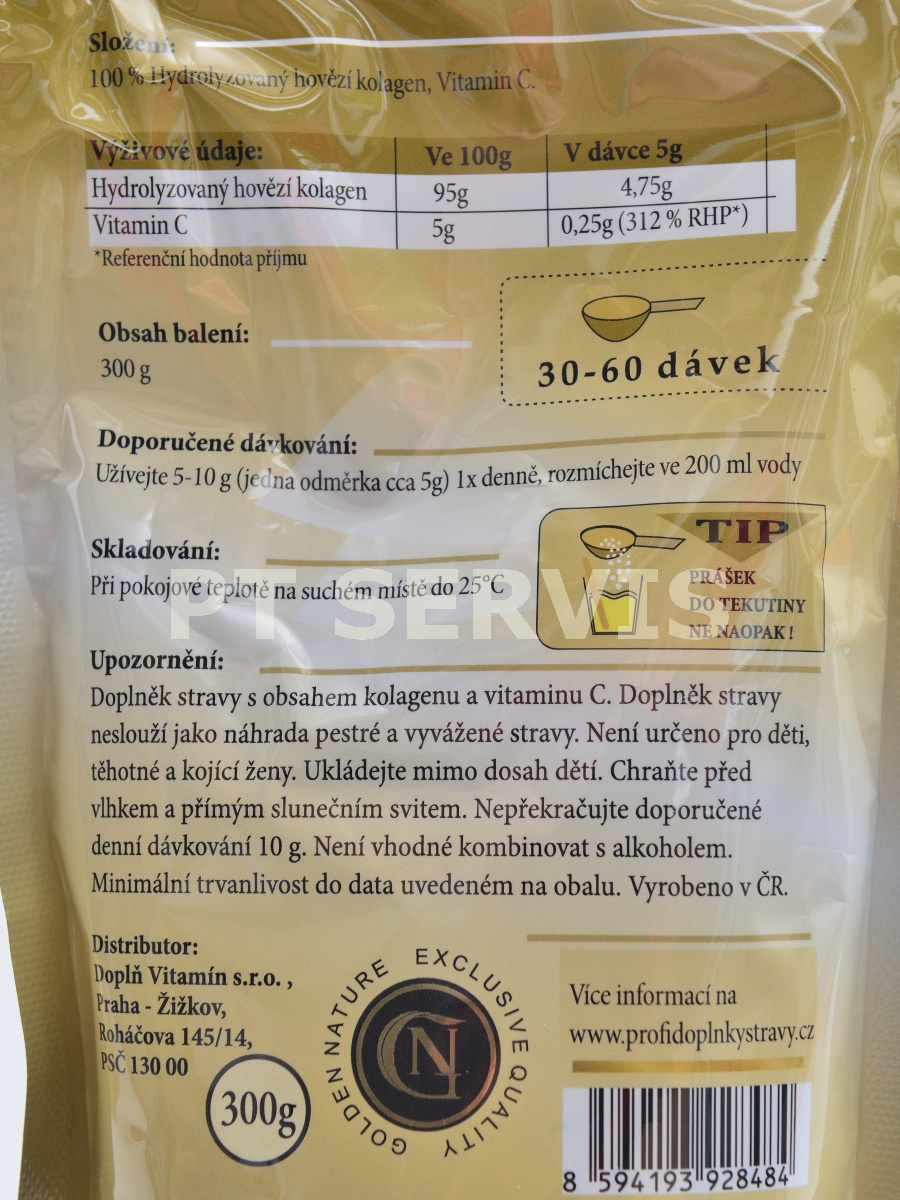 Složení:
100 % Hydrolyzovaný hovězí kolagen, Vitamin C.
Výživové údaje: Ve 100g V dávce 5g
Hydrolyzovaný hovězí kolagen 95g 4,75g
Vitamin C 5g 0,25g (312 % RHP*)
*Referenční hodnota příjmu
Obsah balení:
300 g
30-60 dávek
Doporučené dávkování:
Užívejte 5-10 g (jedna odměrka cca 5g) 1x denně, rozmíchejte ve 200 ml vody
Skladování:
Při pokojové teplotě na suchém místě do 25°C
TIP
PRÁŠEK
DO TEKUTINY
NE NAOPAK !
PT SERVIS
Upozornění:
Doplněk stravy s obsahem kolagenu a vitaminu C. Doplněk stravy
neslouží jako náhrada pestré a vyvážené stravy. Není určeno pro děti,
těhotné a kojící ženy. Ukládejte mimo dosah dětí. Chraňte před
vlhkem a přímým slunečním svitem. Nepřekračujte doporučené
denní dávkování 10 g. Není vhodné kombinovat s alkoholem.
Minimální trvanlivost do data uvedeném na obalu. Vyrobeno v ČR.
Distributor:
Doplň Vitamín s.r.o. ,
Praha - Žižkov,
Roháčova 145/14,
PSČ 130 00
300g
GOLDEN NATURE EXCLUSIVE QUALITY
GN
Více informací na
www.profidoplnkystravy.cz
8 594193 928484